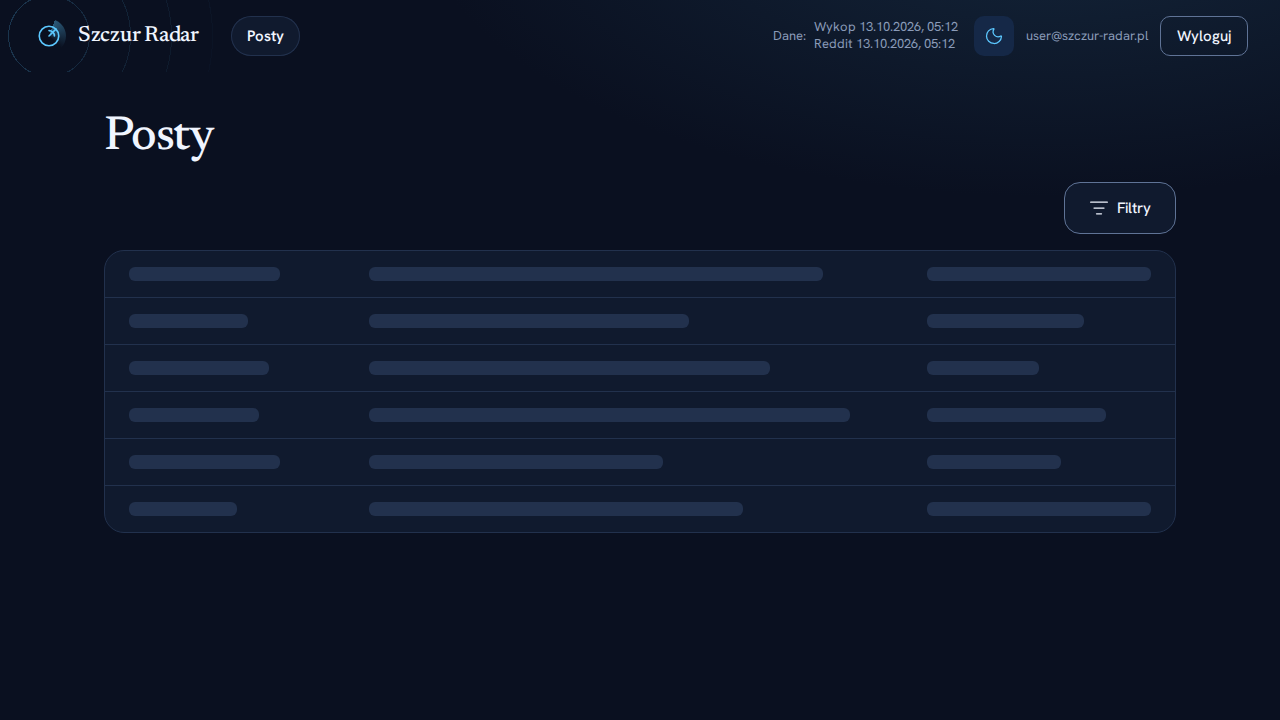 Szczur Radar
Posty
Dane:
Wykop 13.10.2026, 05:12
Reddit 13.10.2026, 05:12
user@szczur-radar.pl
Wyloguj
Posty
Filtry